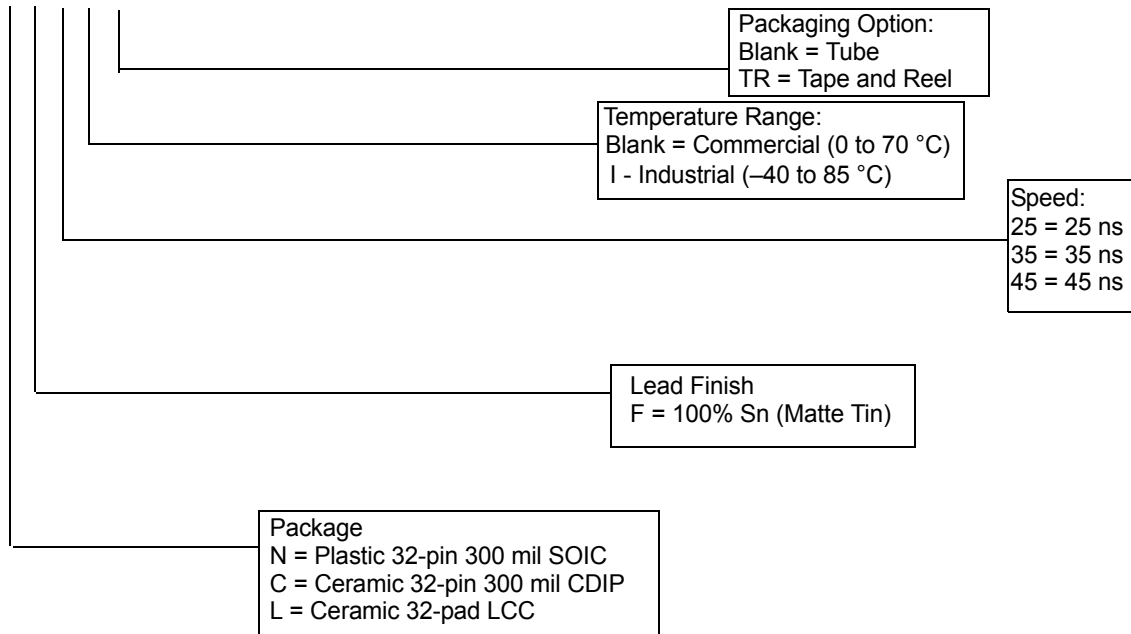 Packaging Option:
Blank = Tube
TR = Tape and Reel
Temperature Range:
Blank = Commercial (0 to 70 °C)
I - Industrial (–40 to 85 °C)
Speed:
25 = 25 ns
35 = 35 ns
45 = 45 ns
Lead Finish
F = 100% Sn (Matte Tin)
Package
N = Plastic 32-pin 300 mil SOIC
C = Ceramic 32-pin 300 mil CDIP
L = Ceramic 32-pad LCC